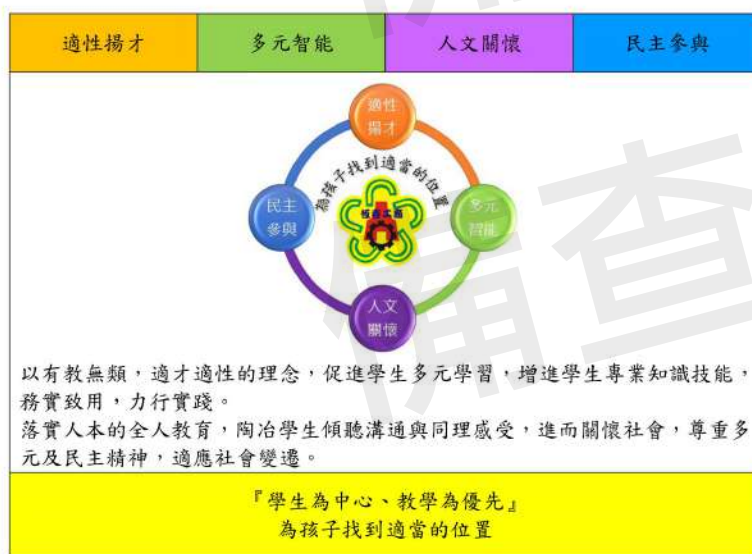 適性揚才
多元智能
人文關懷
民主參與
適性
揚才
為孩子找到適當的位置
民主
參與
恆春工商
多元
智能
人文
關懷
備查
以有教無類，適才適性的理念，促進學生多元學習，增進學生專業知識技能，
務實致用，力行實踐。
落實人本的全人教育，陶冶學生傾聽溝通與同理感受，進而關懷社會，尊重多
元及民主精神，適應社會變遷。
『學生為中心、教學為優先』
為孩子找到適當的位置